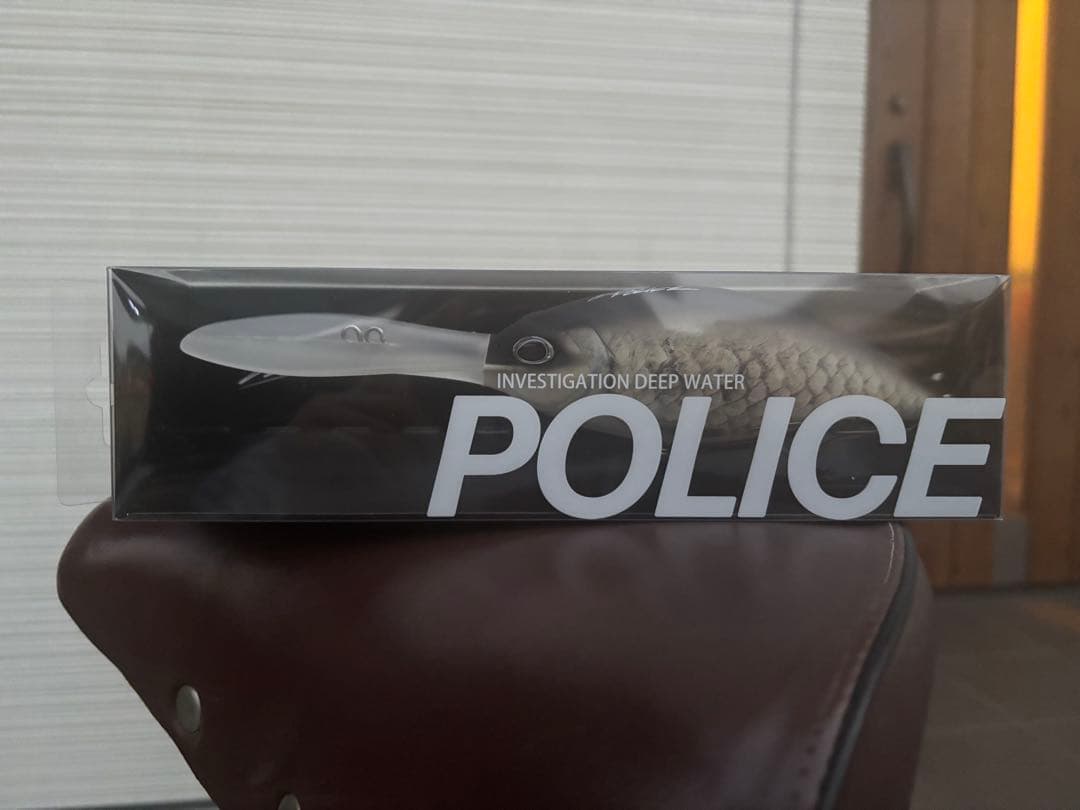 INVESTIGATION DEEP WATER
POLICE